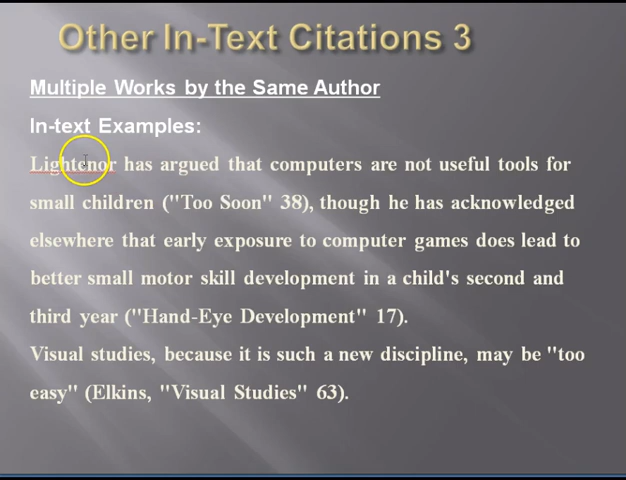 Other In-Text Citations 3
Multiple Works by the Same Author
In-text Examples:
Lightenor has argued that computers are not useful tools for
small children ("Too Soon" 38), though he has acknowledged
elsewhere that early exposure to computer games does lead to
better small motor skill development in a child's second and
third year ("Hand-Eye Development" 17).
Visual studies, because it is such a new discipline, may be "too
easy" (Elkins, "Visual Studies" 63).